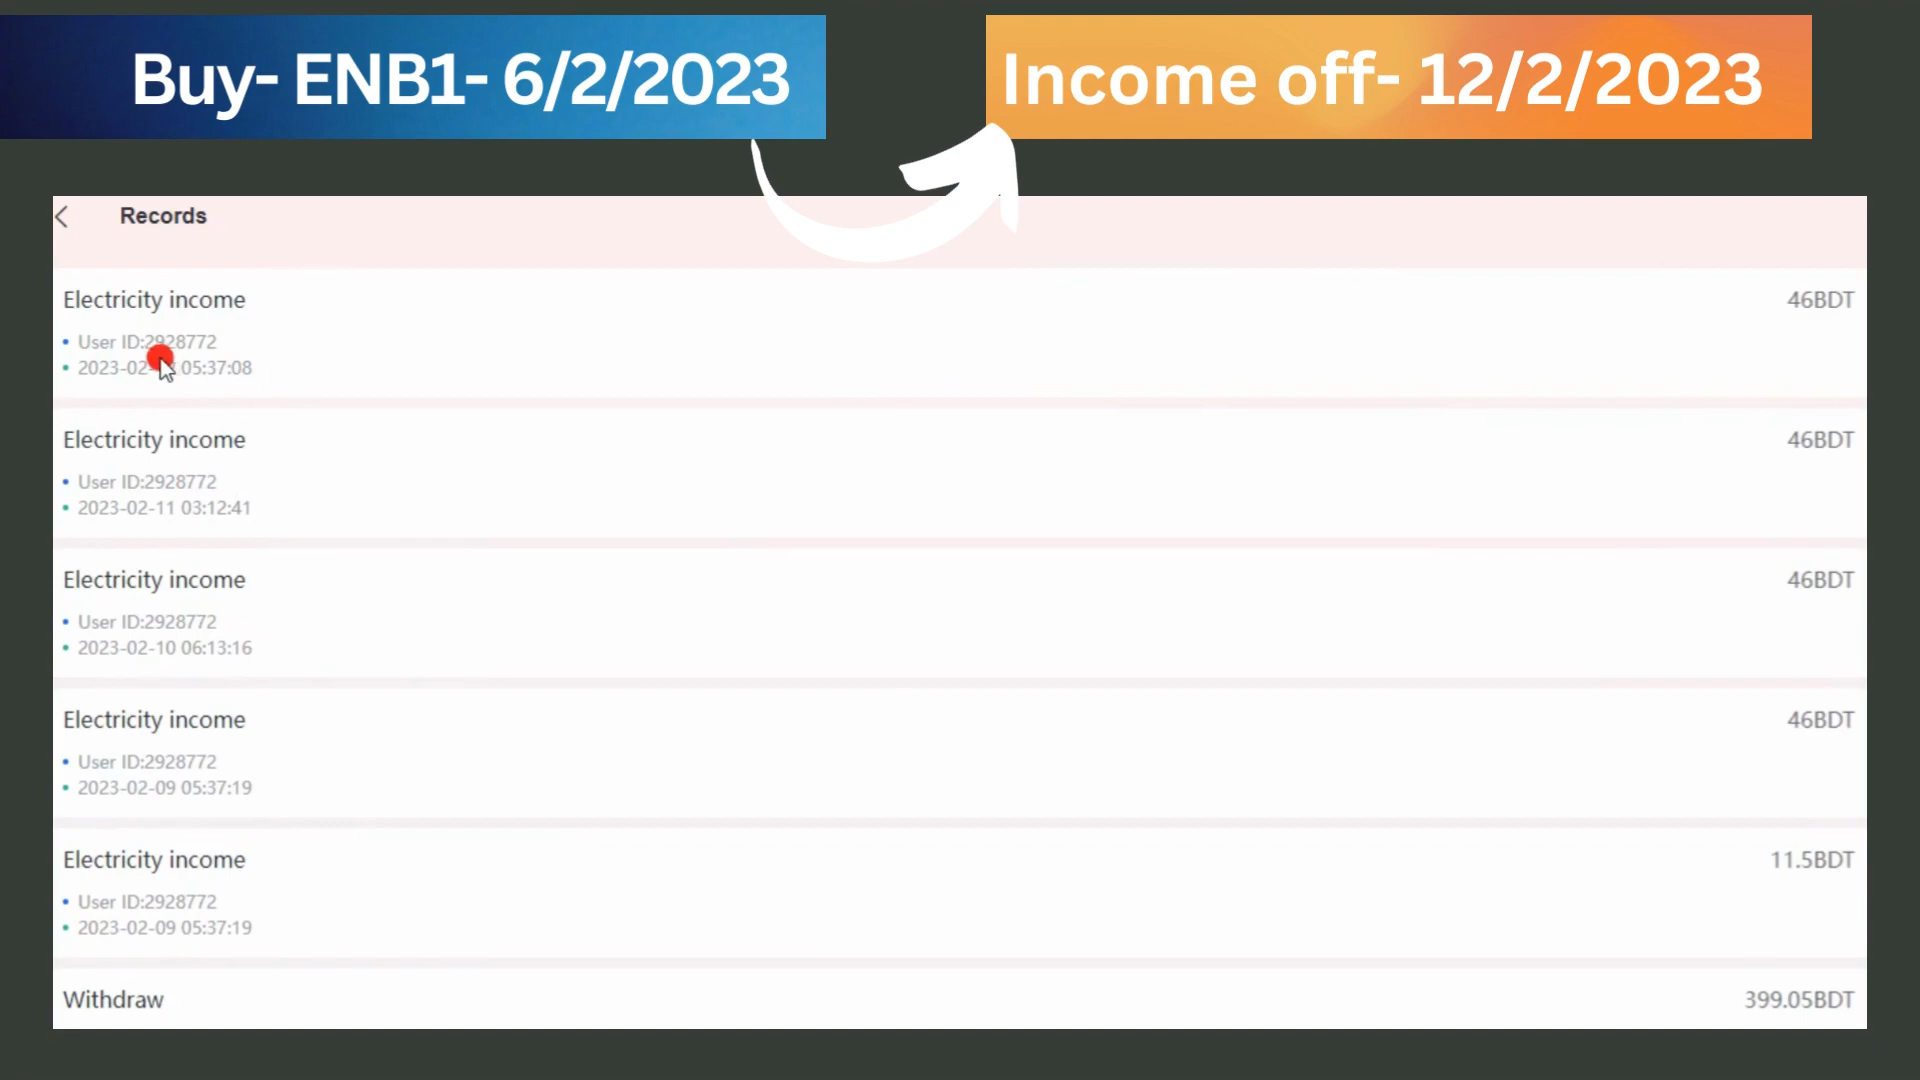 Buy- ENB1- 6/2/2023
Income off- 12/2/2023
Records
Electricity income
46BDT
User ID:2928772
2023-02- 05:37:08
Electricity income
46BDT
User ID:2928772
2023-02-11 03:12:41
Electricity income
46BDT
User ID:2928772
2023-02-10 06:13:16
Electricity income
46BDT
User ID:2928772
2023-02-09 05:37:19
Electricity income
11.5BDT
User ID:2928772
2023-02-09 05:37:19
Withdraw
399.05BDT